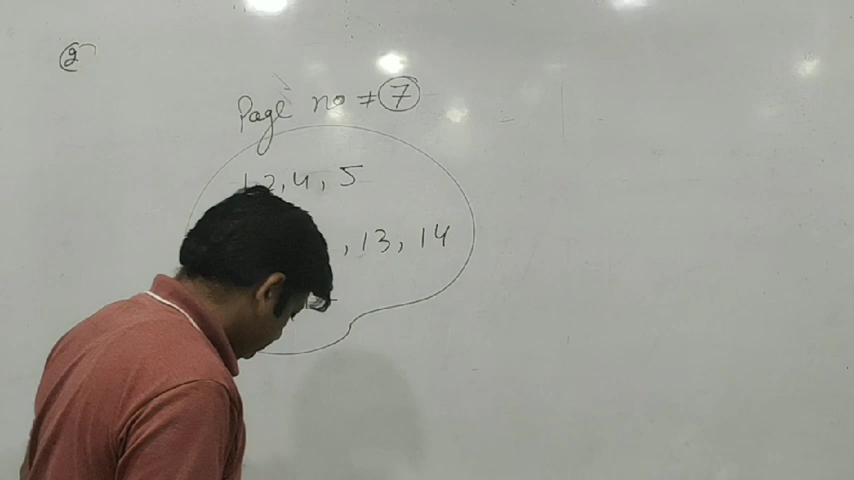 2
Page no ≠ 7
1,2,4,5
,13,14